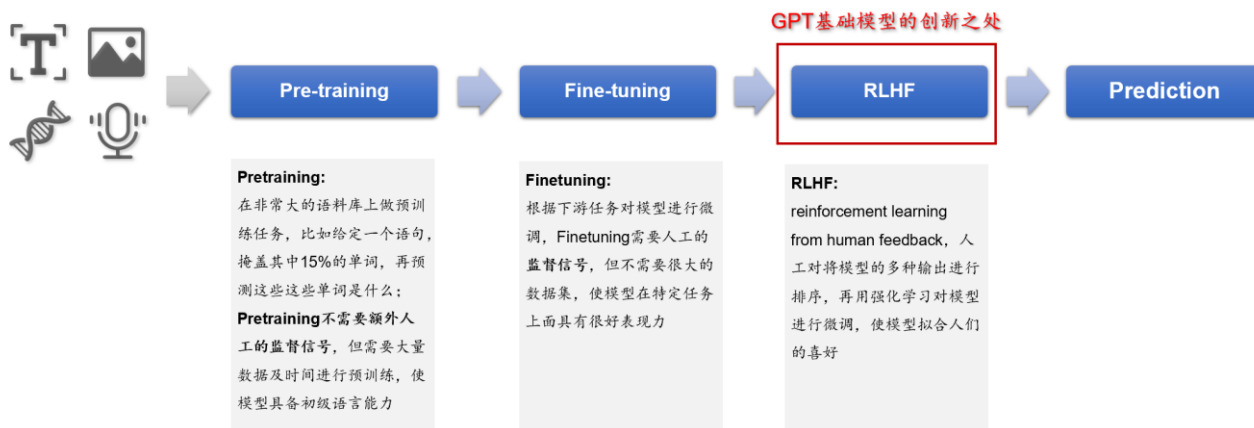 GPT基础模型的创新之处
T
Pre-training
Fine-tuning
RLHF
Prediction
Pretraining:
在非常大的语料库上做预训
练任务，比如给定一个语句，
掩盖其中15%的单词，再预
测这些这些单词是什么；
Pretraining不需要额外人
工的监督信号，但需要大量
数据及时间进行预训练，使
模型具备初级语言能力
Finetuning:
根据下游任务对模型进行微
调，Finetuning需要人工的
监督信号，但不需要很大的
数据集，使模型在特定任务
上面具有很好表现力
RLHF:
reinforcement learning
from human feedback，人
工对将模型的多种输出进行
排序，再用强化学习对模型
进行微调，使模型拟合人们
的喜好